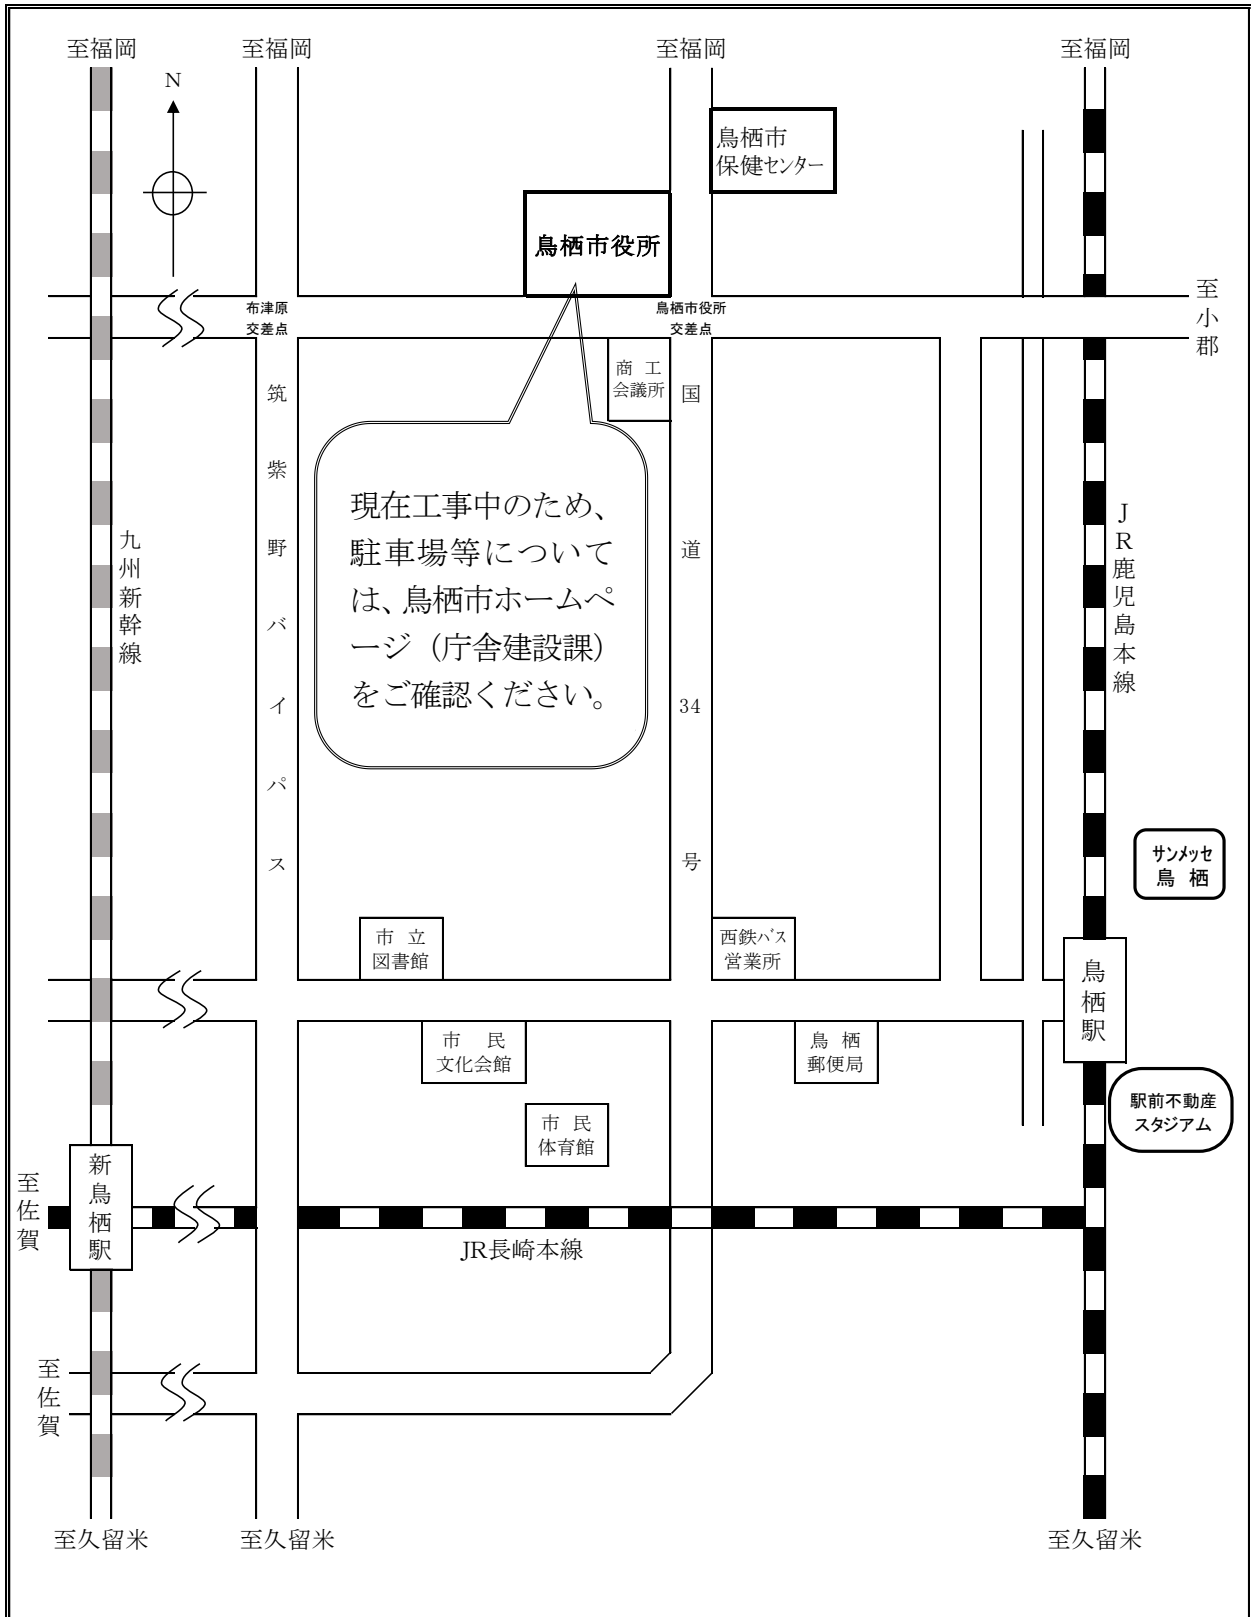 至福岡
至福岡
至福岡
至福岡
N
鳥栖市
保健センター
鳥栖市役所
布津原
交差点
鳥栖市役所
交差点
至小郡
商工
会議所
筑紫野バイパス
国道34号
現在工事中のため、
駐車場等について
は、鳥栖市ホームペ
ージ（庁舎建設課）
をご確認ください。
九州新幹線
JR鹿児島本線
サンメッセ
鳥栖
市立
図書館
西鉄バス
営業所
鳥栖駅
市民
文化会館
鳥栖
郵便局
駅前不動産
スタジアム
市民
体育館
新鳥栖駅
至佐賀
JR長崎本線
至佐賀
至久留米
至久留米
至久留米